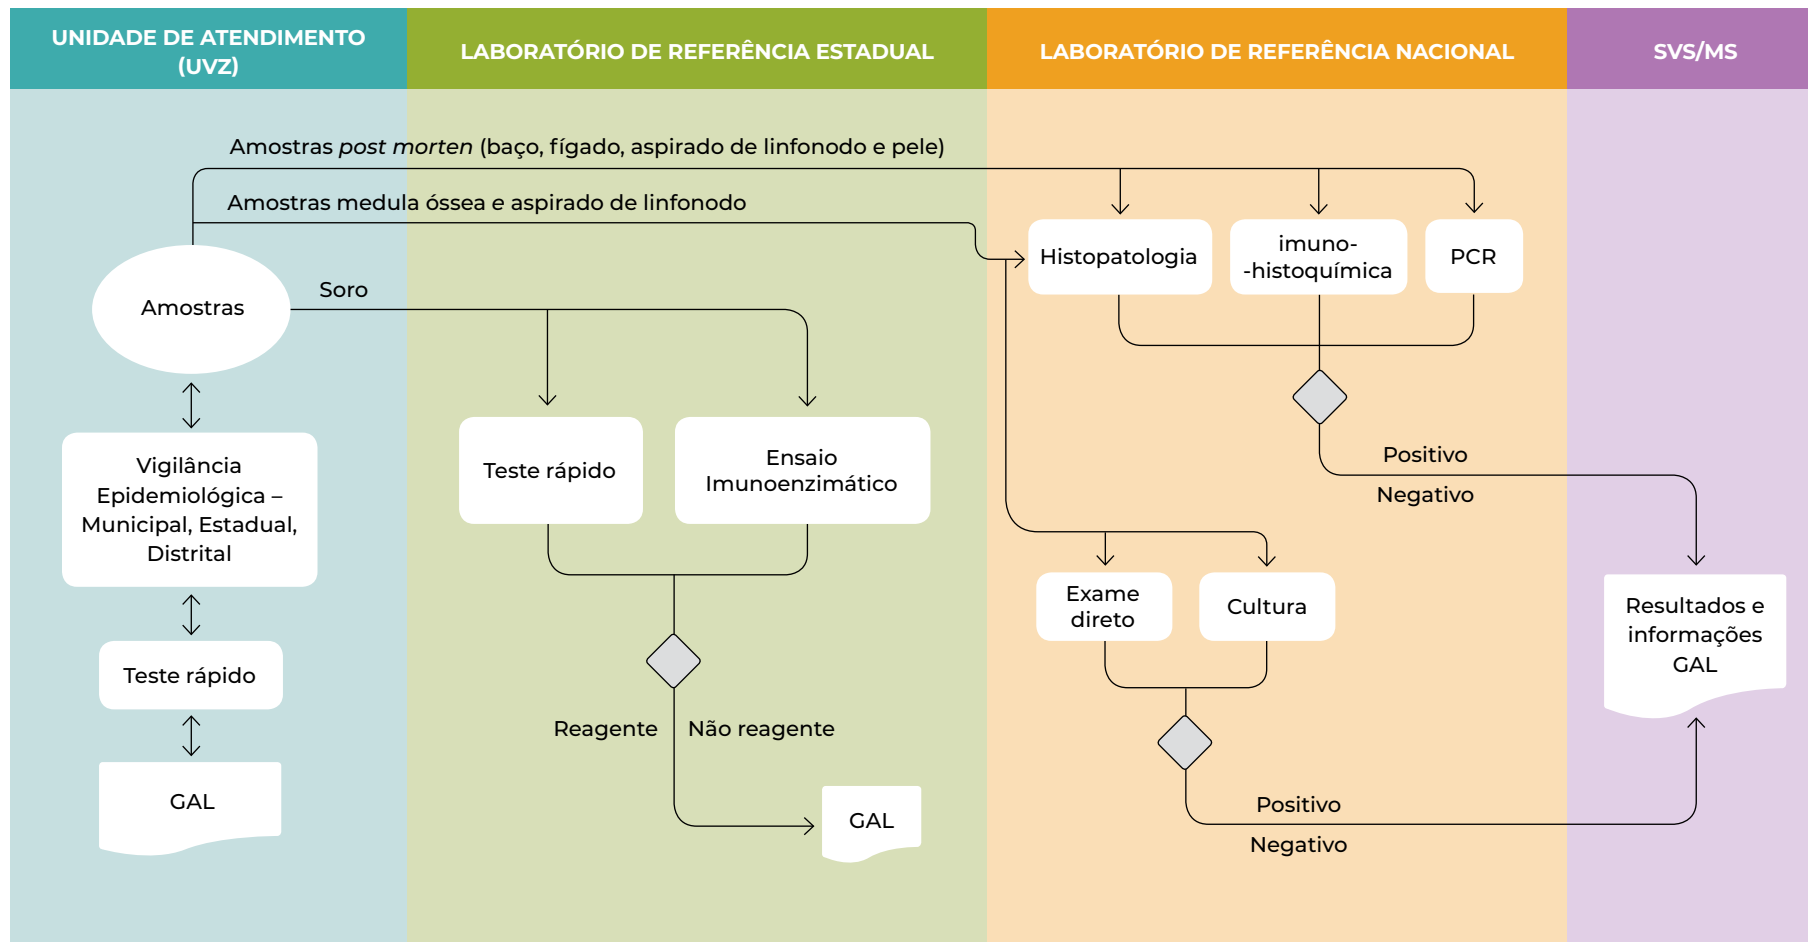 UNIDADE DE ATENDIMENTO
(UVZ)
LABORATÓRIO DE REFERÊNCIA ESTADUAL
LABORATÓRIO DE REFERÊNCIA NACIONAL
SVS/MS
Amostras post morten (baço, fígado, aspirado de linfonodo e pele)
Amostras medula óssea e aspirado de linfonodo
Amostras
Soro
Vigilância
Epidemiológica –
Municipal, Estadual,
Distrital
Teste rápido
GAL
Teste rápido
Ensaio
Imunoenzimático
Reagente
Não reagente
GAL
Histopatologia
imuno-
-histoquímica
PCR
Positivo
Negativo
Exame
direto
Cultura
Positivo
Negativo
Resultados e
informações
GAL